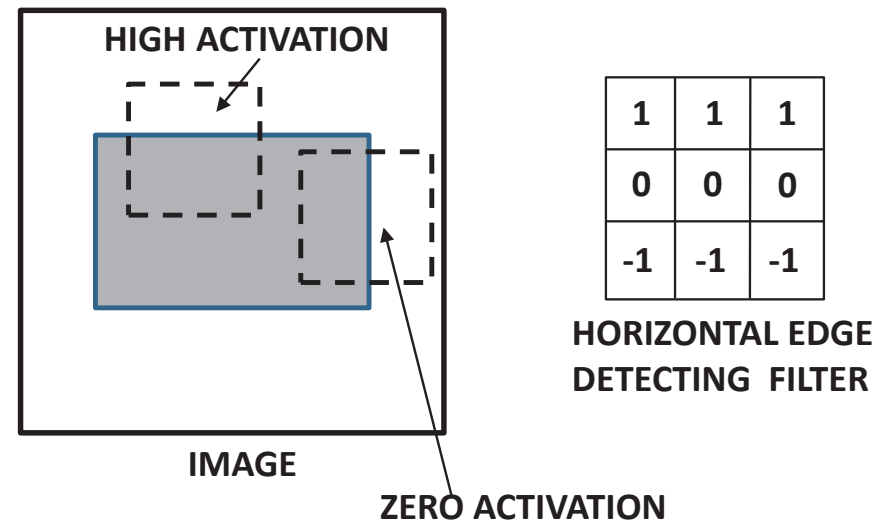 HIGH ACTIVATION
1 1 1
0 0 0
-1 -1 -1
HORIZONTAL EDGE
DETECTING FILTER
IMAGE
ZERO ACTIVATION